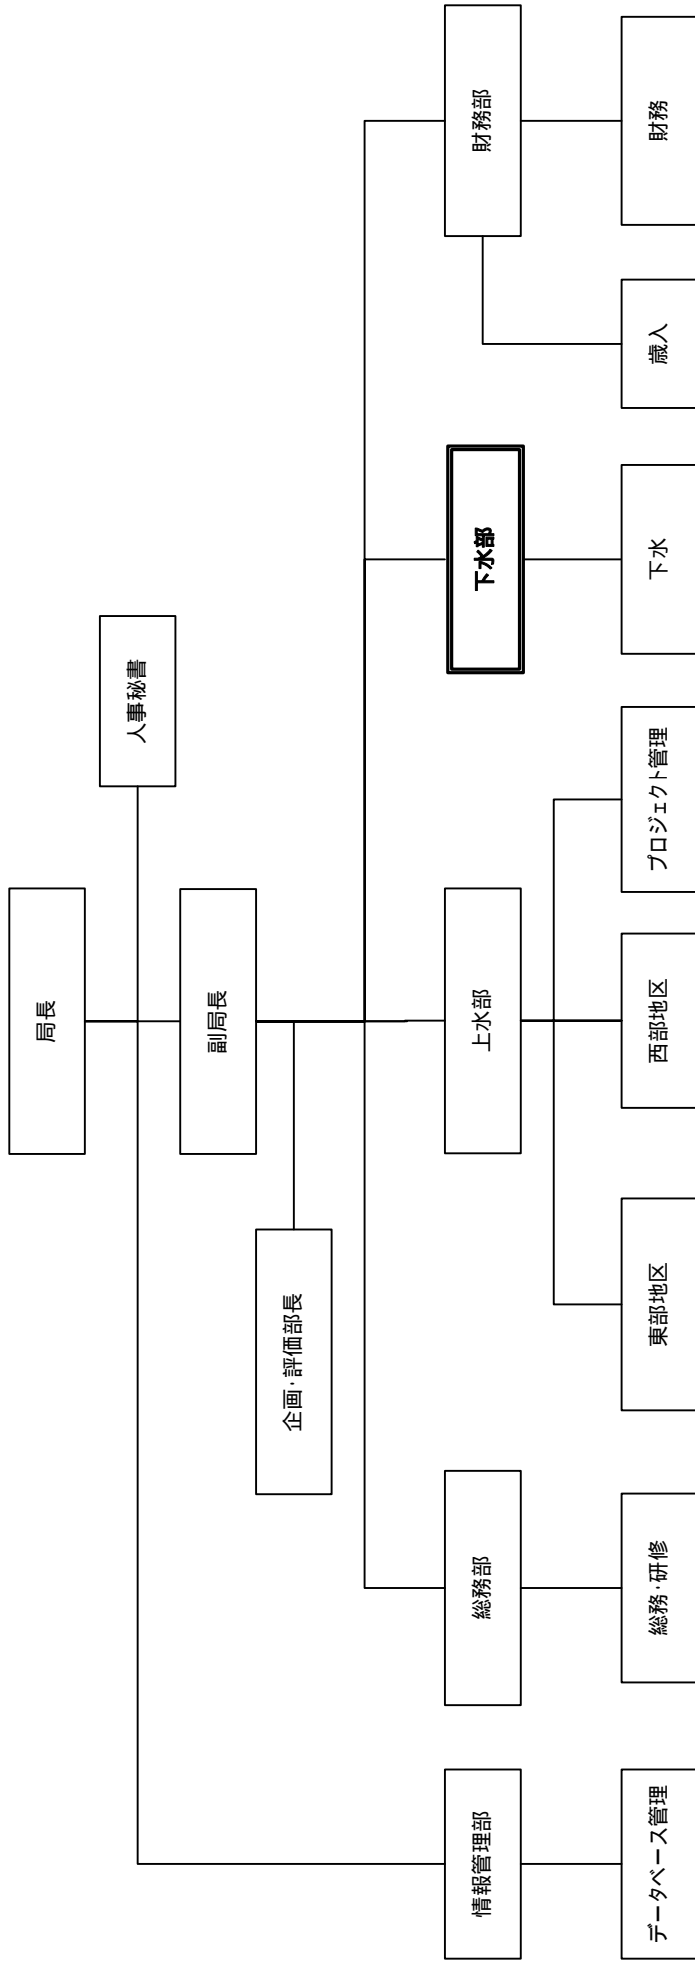 局長
人事秘書
副局長
企画・評価部長
情報管理部
総務部
上水部
下水部
財務部
データベース管理
総務・研修
東部地区
西部地区
プロジェクト管理
下水
歳入
財務